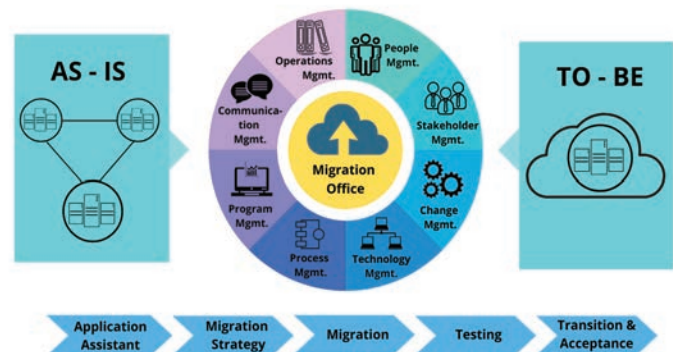 AS - IS
Operations
Mgmt.
People
Mgmt.
Communica-
tion
Mgmt.
Stakeholder
Mgmt.
Migration
Office
Program
Mgmt.
Change
Mgmt.
Process
Mgmt.
Technology
Mgmt.
TO - BE
Application
Assistant
Migration
Strategy
Migration
Testing
Transition &
Acceptance